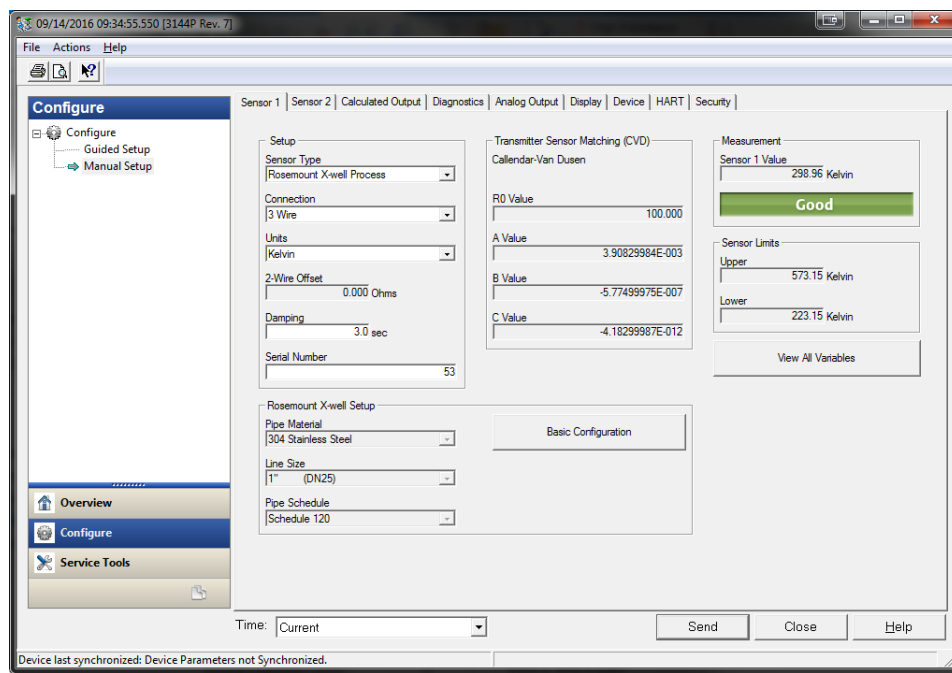 09/14/2016 09:34:55.550 [3144P Rev. 7]
File Actions Help
Configure
Configure
Guided Setup
Manual Setup
Overview
Configure
Service Tools
Sensor 1 Sensor 2 Calculated Output Diagnostics Analog Output Display Device HART Security
Setup
Sensor Type
Rosemount X-well Process
Connection
3 Wire
Units
Kelvin
2-Wire Offset
0.000 Ohms
Damping
3.0 sec
Serial Number
53
Transmitter Sensor Matching (CVD)
Callendar-Van Dusen
R0 Value
100.000
A Value
3.90829984E-003
B Value
-5.77499975E-007
C Value
-4.18299987E-012
Measurement
Sensor 1 Value
298.96 Kelvin
Good
Sensor Limits
Upper
573.15 Kelvin
Lower
223.15 Kelvin
View All Variables
Rosemount X-well Setup
Pipe Material
304 Stainless Steel
Line Size
1" (DN25)
Pipe Schedule
Schedule 120
Basic Configuration
Time: Current
Send Close Help
Device last synchronized: Device Parameters not Synchronized.